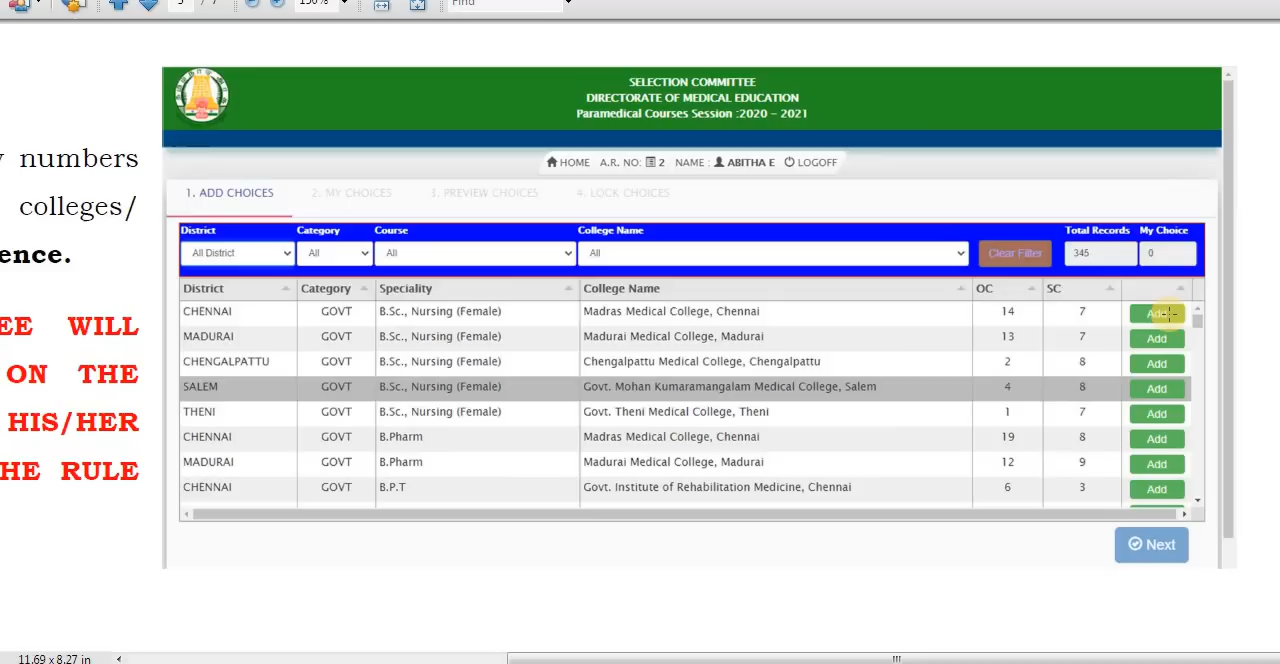 5 / 7 150% Find
SELECTION COMMITTEE
DIRECTORATE OF MEDICAL EDUCATION
Paramedical Courses Session :2020 - 2021
numbers
colleges/
ence.
EE WILL
ON THE
HIS/HER
HE RULE
HOME A.R. NO: 2 NAME : ABITHA E LOGOFF
1. ADD CHOICES 2. MY CHOICES 3. PREVIEW CHOICES 4. LOCK CHOICES
District Category Course College Name Total Records My Choice
All District All All All Clear Filter 345 0
District Category Speciality College Name OC SC
CHENNAI GOVT B.Sc., Nursing (Female) Madras Medical College, Chennai 14 7 Add
MADURAI GOVT B.Sc., Nursing (Female) Madurai Medical College, Madurai 13 7 Add
CHENGALPATTU GOVT B.Sc., Nursing (Female) Chengalpattu Medical College, Chengalpattu 2 8 Add
SALEM GOVT B.Sc., Nursing (Female) Govt. Mohan Kumaramangalam Medical College, Salem 4 8 Add
THENI GOVT B.Sc., Nursing (Female) Govt. Theni Medical College, Theni 1 7 Add
CHENNAI GOVT B.Pharm Madras Medical College, Chennai 19 8 Add
MADURAI GOVT B.Pharm Madurai Medical College, Madurai 12 9 Add
CHENNAI GOVT B.P.T Govt. Institute of Rehabilitation Medicine, Chennai 6 3 Add
Next
11.69 x 8.27 in